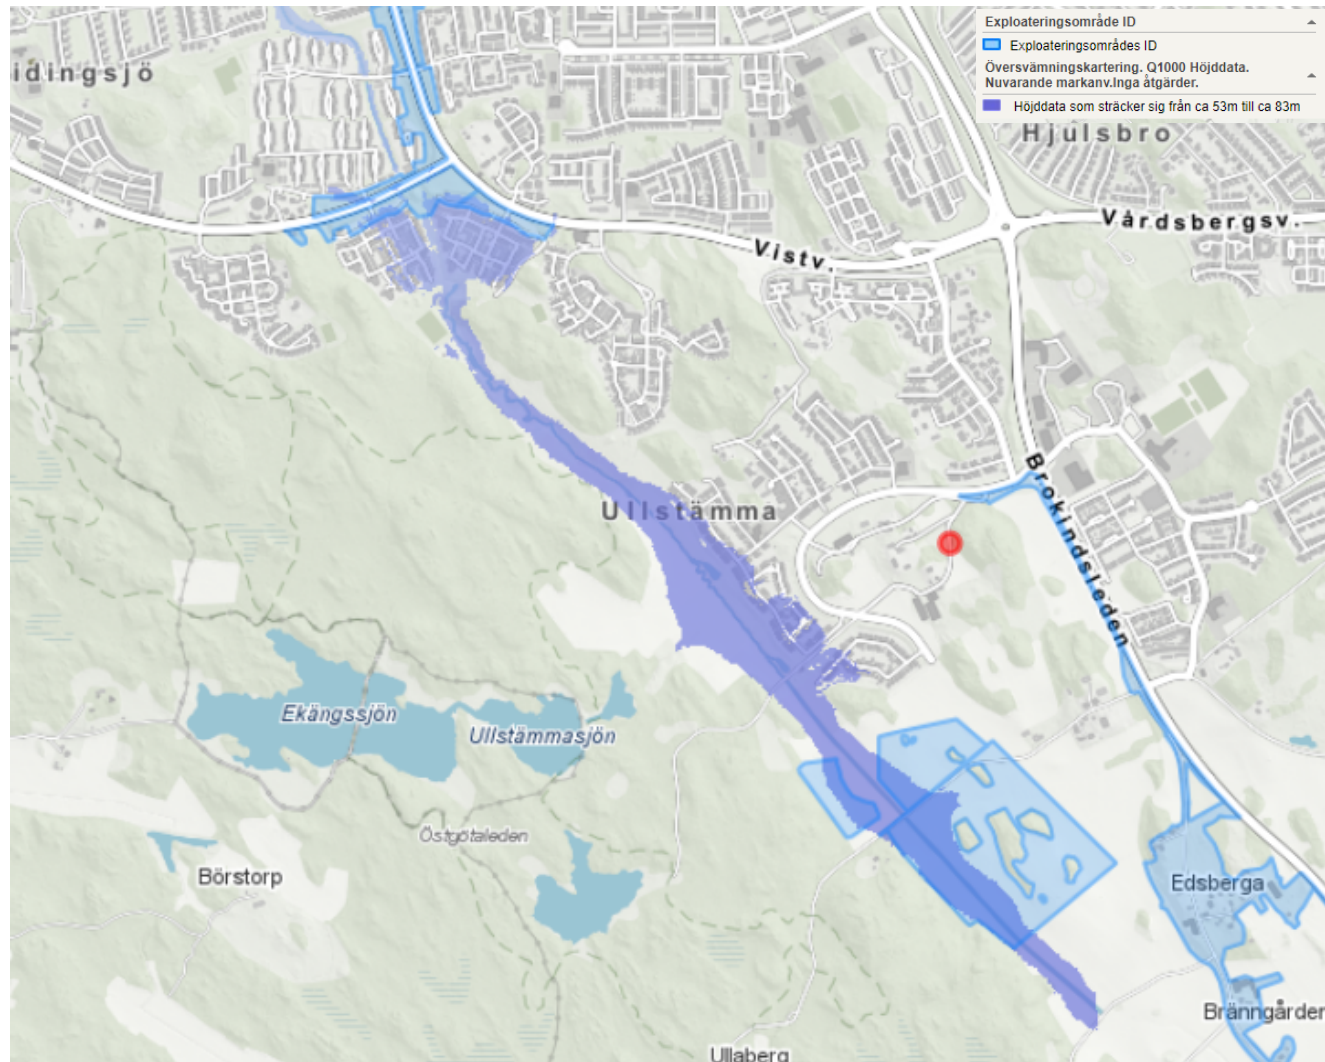 Exploateringsområde ID
Exploateringsområdes ID
Översvämningskartering. Q1000 Höjddata.
Nuvarande markanv.Inga åtgärder.
Höjddata som sträcker sig från ca 53m till ca 83m
idingsjö
Hjulsbro
Vårdsbergsv.
Vistv.
Ullstämma
Brokindsleden
Ekängssjön
Ullstämmasjön
Östgötaleden
Börstorp
Edsberga
Bränngården
Ullaberg